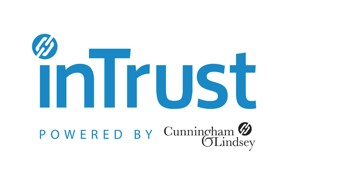 inTrust
POWERED BY Cunningham
& Lindsey